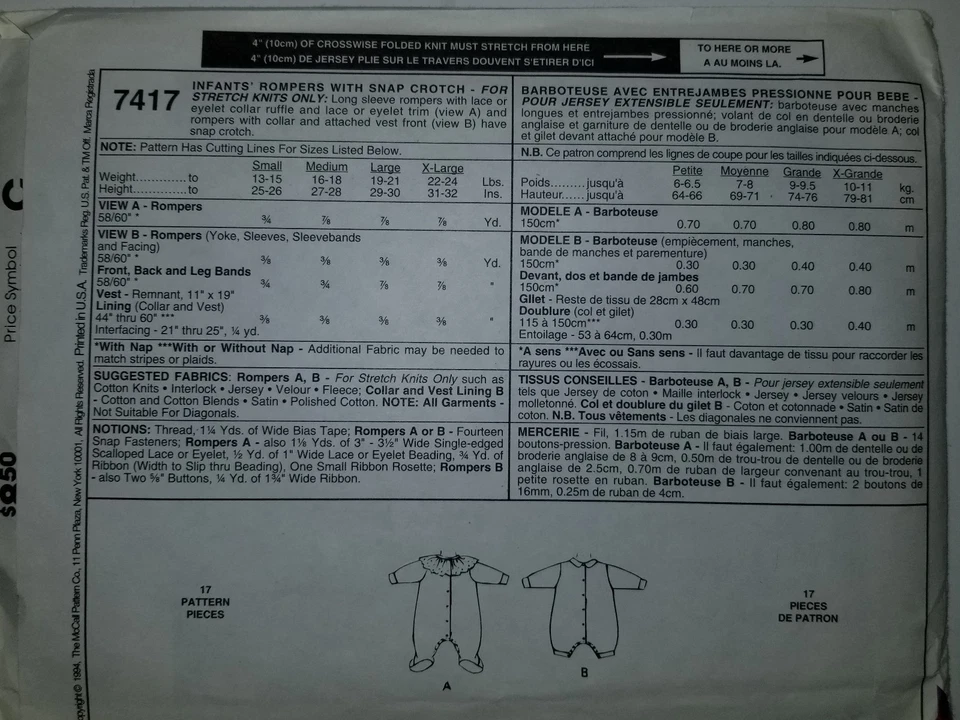 4" (10cm) OF CROSSWISE FOLDED KNIT MUST STRETCH FROM HERE
4" (10cm) DE JERSEY PLIE SUR LE TRAVERS DOUVENT S'ETIRER D'ICI
TO HERE OR MORE
A AU MOINS LA.
7417
INFANTS' ROMPERS WITH SNAP CROTCH - FOR
STRETCH KNITS ONLY: Long sleeve rompers with lace or
eyelet collar ruffle and lace or eyelet trim (view A) and
rompers with collar and attached vest front (view B) have
snap crotch.
NOTE: Pattern Has Cutting Lines For Sizes Listed Below.
Small Medium Large X-Large
Weight............. to 13-15 16-18 19-21 22-24 Lbs.
Height.............. to 25-26 27-28 29-30 31-32 Ins.
VIEW A - Rompers
58/60" * ¾ ⅞ ⅞ ⅞ Yd.
VIEW B - Rompers (Yoke, Sleeves, Sleevebands
and Facing)
58/60" * ⅜ ⅜ ⅜ ⅜ Yd.
Front, Back and Leg Bands
58/60" * ¾ ¾ ⅞ ⅞ "
Vest - Remnant, 11" x 19"
Lining (Collar and Vest)
44" thru 60" *** ⅜ ⅜ ⅜ ⅜ "
Interfacing - 21" thru 25", ¼ yd.
*With Nap ***With or Without Nap - Additional Fabric may be needed to
match stripes or plaids.
SUGGESTED FABRICS: Rompers A, B - For Stretch Knits Only such as
Cotton Knits • Interlock • Jersey • Velour • Fleece; Collar and Vest Lining B
- Cotton and Cotton Blends • Satin • Polished Cotton. NOTE: All Garments -
Not Suitable For Diagonals.
NOTIONS: Thread, 1¼ Yds. of Wide Bias Tape; Rompers A or B - Fourteen
Snap Fasteners; Rompers A - also 1⅛ Yds. of 3" - 3½" Wide Single-edged
Scalloped Lace or Eyelet, ½ Yd. of 1" Wide Lace or Eyelet Beading, ¾ Yd. of
Ribbon (Width to Slip thru Beading), One Small Ribbon Rosette; Rompers B
- also Two ⅝" Buttons, ¼ Yd. of 1¾" Wide Ribbon.
BARBOTEUSE AVEC ENTREJAMBES PRESSIONNE POUR BEBE -
POUR JERSEY EXTENSIBLE SEULEMENT: barboteuse avec manches
longues et entrejambes pressionné; volant de col en dentelle ou broderie
anglaise et garniture de dentelle ou de broderie anglaise pour modèle A; col
et gilet devant attaché pour modèle B.
N.B. Ce patron comprend les lignes de coupe pour les tailles indiquées ci-dessous.
Petite Moyenne Grande X-Grande
Poids......... jusqu'à 6-6.5 7-8 9-9.5 10-11 kg.
Hauteur...... jusqu'à 64-66 69-71 74-76 79-81 cm
MODELE A - Barboteuse
150cm* 0.70 0.70 0.80 0.80 m
MODELE B - Barboteuse (empiècement, manches,
bande de manches et parementure)
150cm* 0.30 0.30 0.40 0.40 m
Devant, dos et bande de jambes
150cm* 0.60 0.70 0.70 0.80 m
Gilet - Reste de tissu de 28cm x 48cm
Doublure (col et gilet)
115 à 150cm*** 0.30 0.30 0.30 0.40 m
Entoilage - 53 à 64cm, 0.30m
*A sens ***Avec ou Sans sens - Il faut davantage de tissu pour raccorder les
rayures ou les écossais.
TISSUS CONSEILLES - Barboteuse A, B - Pour jersey extensible seulement
tels que Jersey de coton • Maille interlock • Jersey • Jersey velours • Jersey
molletonné. Col et doublure du gilet B - Coton et cotonnade • Satin • Satin de
coton. N.B. Tous vêtements - Les diagonales ne conviennent pas.
MERCERIE - Fil, 1.15m de ruban de biais large. Barboteuse A ou B - 14
boutons-pression. Barboteuse A - Il faut également: 1.00m de dentelle ou de
broderie anglaise de 8 à 9cm, 0.50m de trou-trou de dentelle ou de broderie
anglaise de 2.5cm, 0.70m de ruban de largeur convenant au trou-trou, 1
petite rosette en ruban. Barboteuse B - Il faut également: 2 boutons de
16mm, 0.25m de ruban de 4cm.
17
PATTERN
PIECES
A
B
17
PIECES
DE PATRON
Price Symbol
opyright © 1994, The McCall Pattern Co., 11 Penn Plaza, New York 10001, All Rights Reserved. Printed in U.S.A. Trademarks Reg. U.S. Pat. & TM Off. Marca Registrada